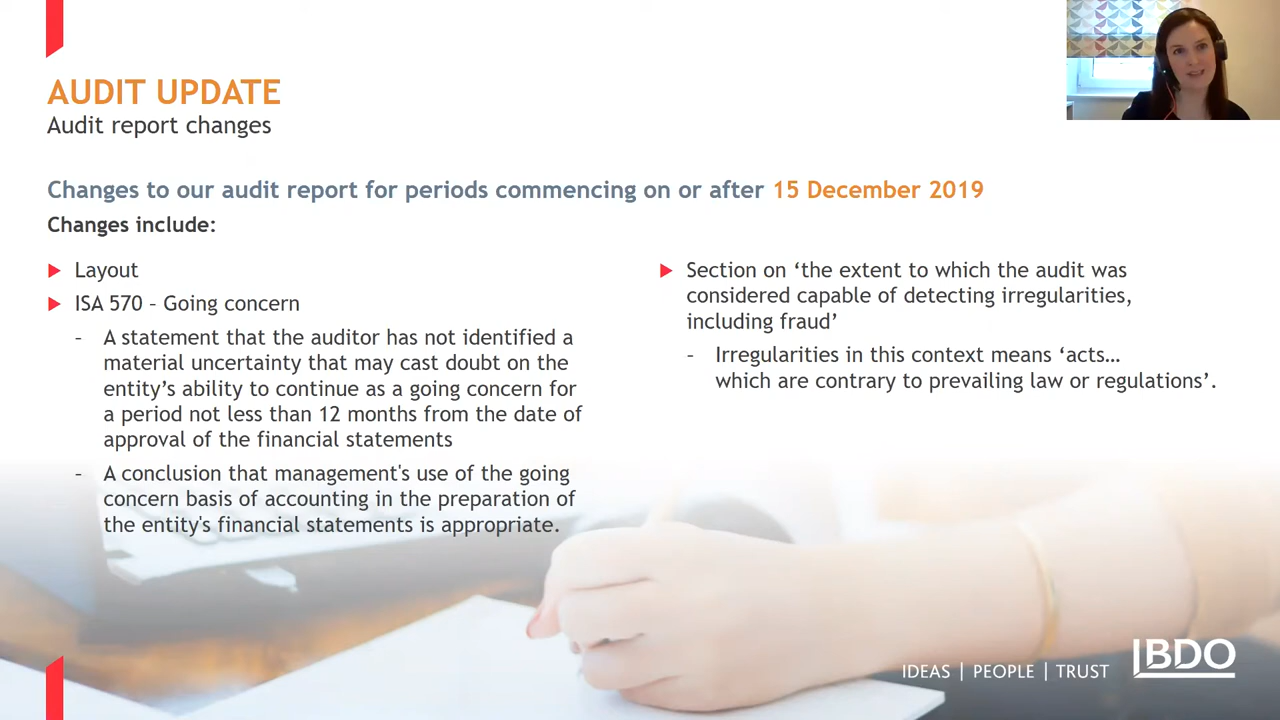 AUDIT UPDATE
Audit report changes
Changes to our audit report for periods commencing on or after 15 December 2019
Changes include:
Layout
ISA 570 – Going concern
– A statement that the auditor has not identified a
material uncertainty that may cast doubt on the
entity’s ability to continue as a going concern for
a period not less than 12 months from the date of
approval of the financial statements
– A conclusion that management's use of the going
concern basis of accounting in the preparation of
the entity's financial statements is appropriate.
Section on ‘the extent to which the audit was
considered capable of detecting irregularities,
including fraud’
– Irregularities in this context means ‘acts…
which are contrary to prevailing law or regulations’.
IDEAS | PEOPLE | TRUST
BDO